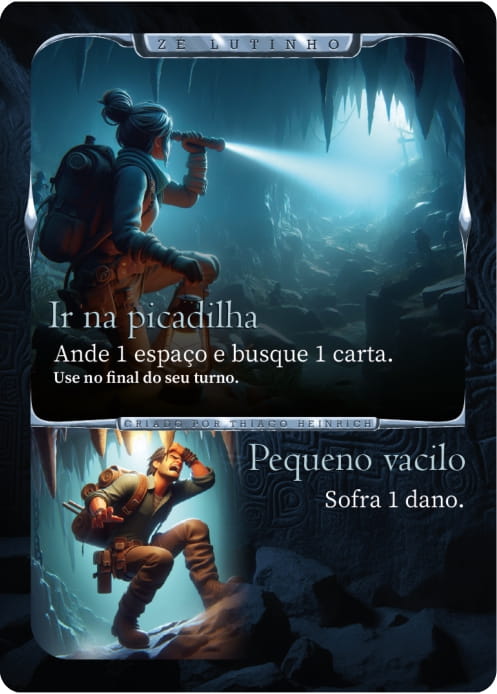 ZÉ LUTINHO
Ir na picadilha
Ande 1 espaço e busque 1 carta.
Use no final do seu turno.
CRIADO POR THIAGO HEINRICH
Pequeno vacilo
Sofra 1 dano.